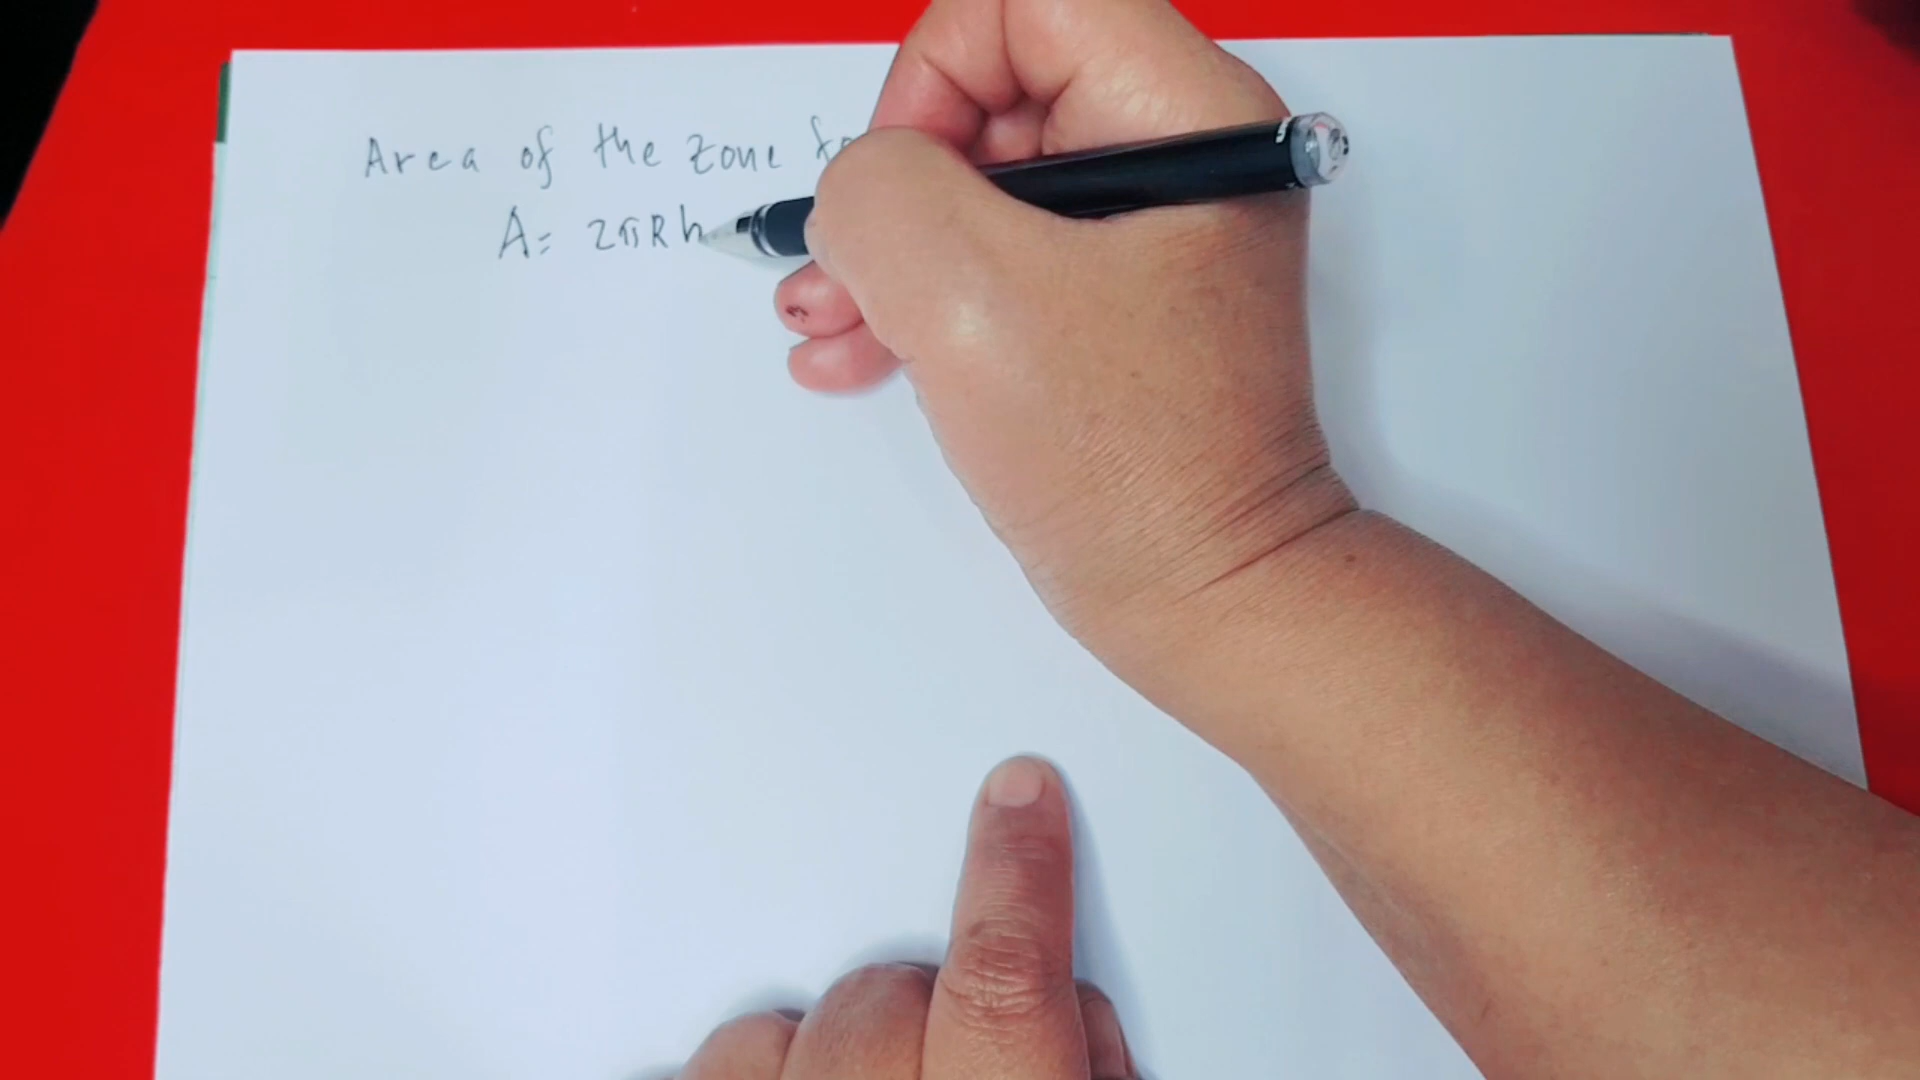 Area of the zone
A = 2πRh